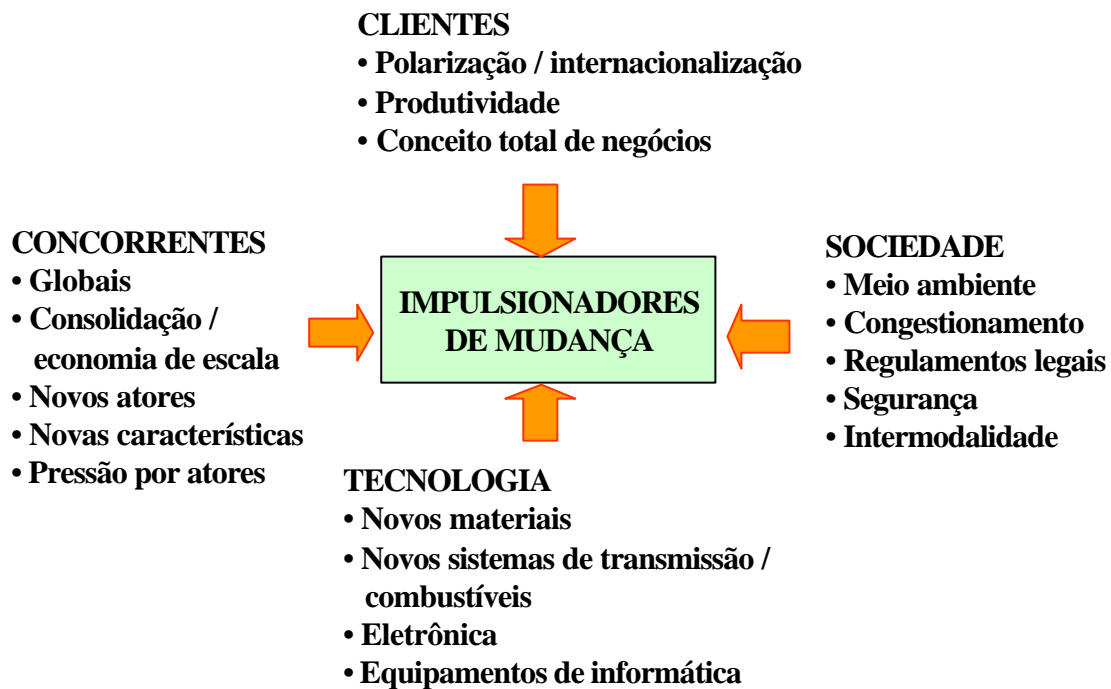 CLIENTES
• Polarização / internacionalização
• Produtividade
• Conceito total de negócios
CONCORRENTES
• Globais
• Consolidação /
economia de escala
• Novos atores
• Novas características
• Pressão por atores
IMPULSIONADORES
DE MUDANÇA
SOCIEDADE
• Meio ambiente
• Congestionamento
• Regulamentos legais
• Segurança
• Intermodalidade
TECNOLOGIA
• Novos materiais
• Novos sistemas de transmissão /
combustíveis
• Eletrônica
• Equipamentos de informática